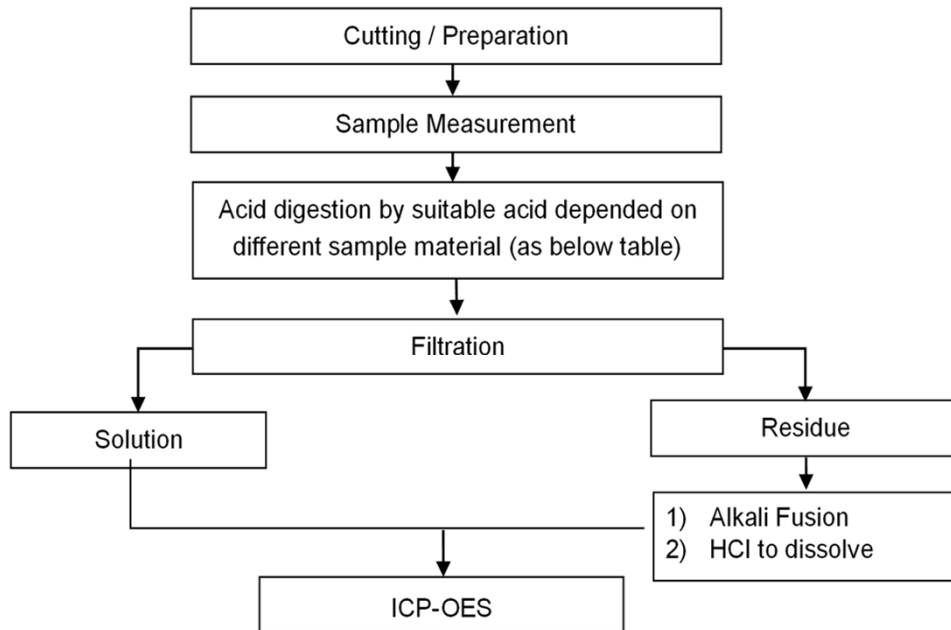 Cutting / Preparation
Sample Measurement
Acid digestion by suitable acid depended on
different sample material (as below table)
Filtration
Solution
Residue
1) Alkali Fusion
2) HCl to dissolve
ICP-OES